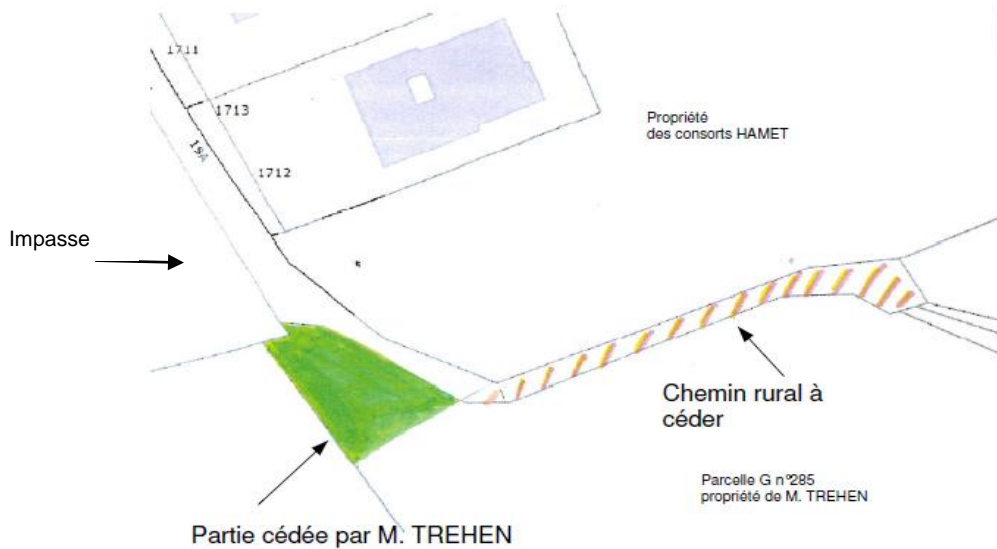 1711
1713
19A
1712
Propriété
des consorts HAMET
Impasse
Chemin rural à
céder
Parcelle G n°285
propriété de M. TREHEN
Partie cédée par M. TREHEN